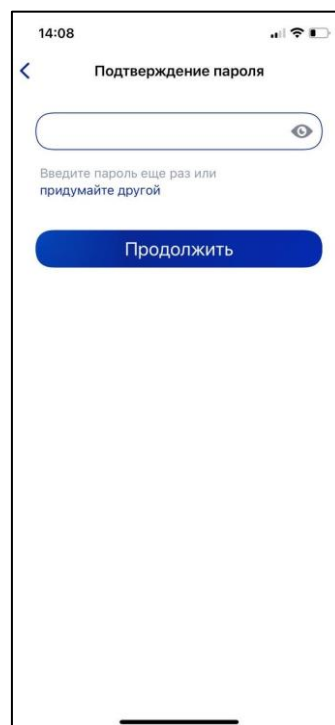 14:08
Подтверждение пароля
Введите пароль еще раз или
придумайте другой
Продолжить